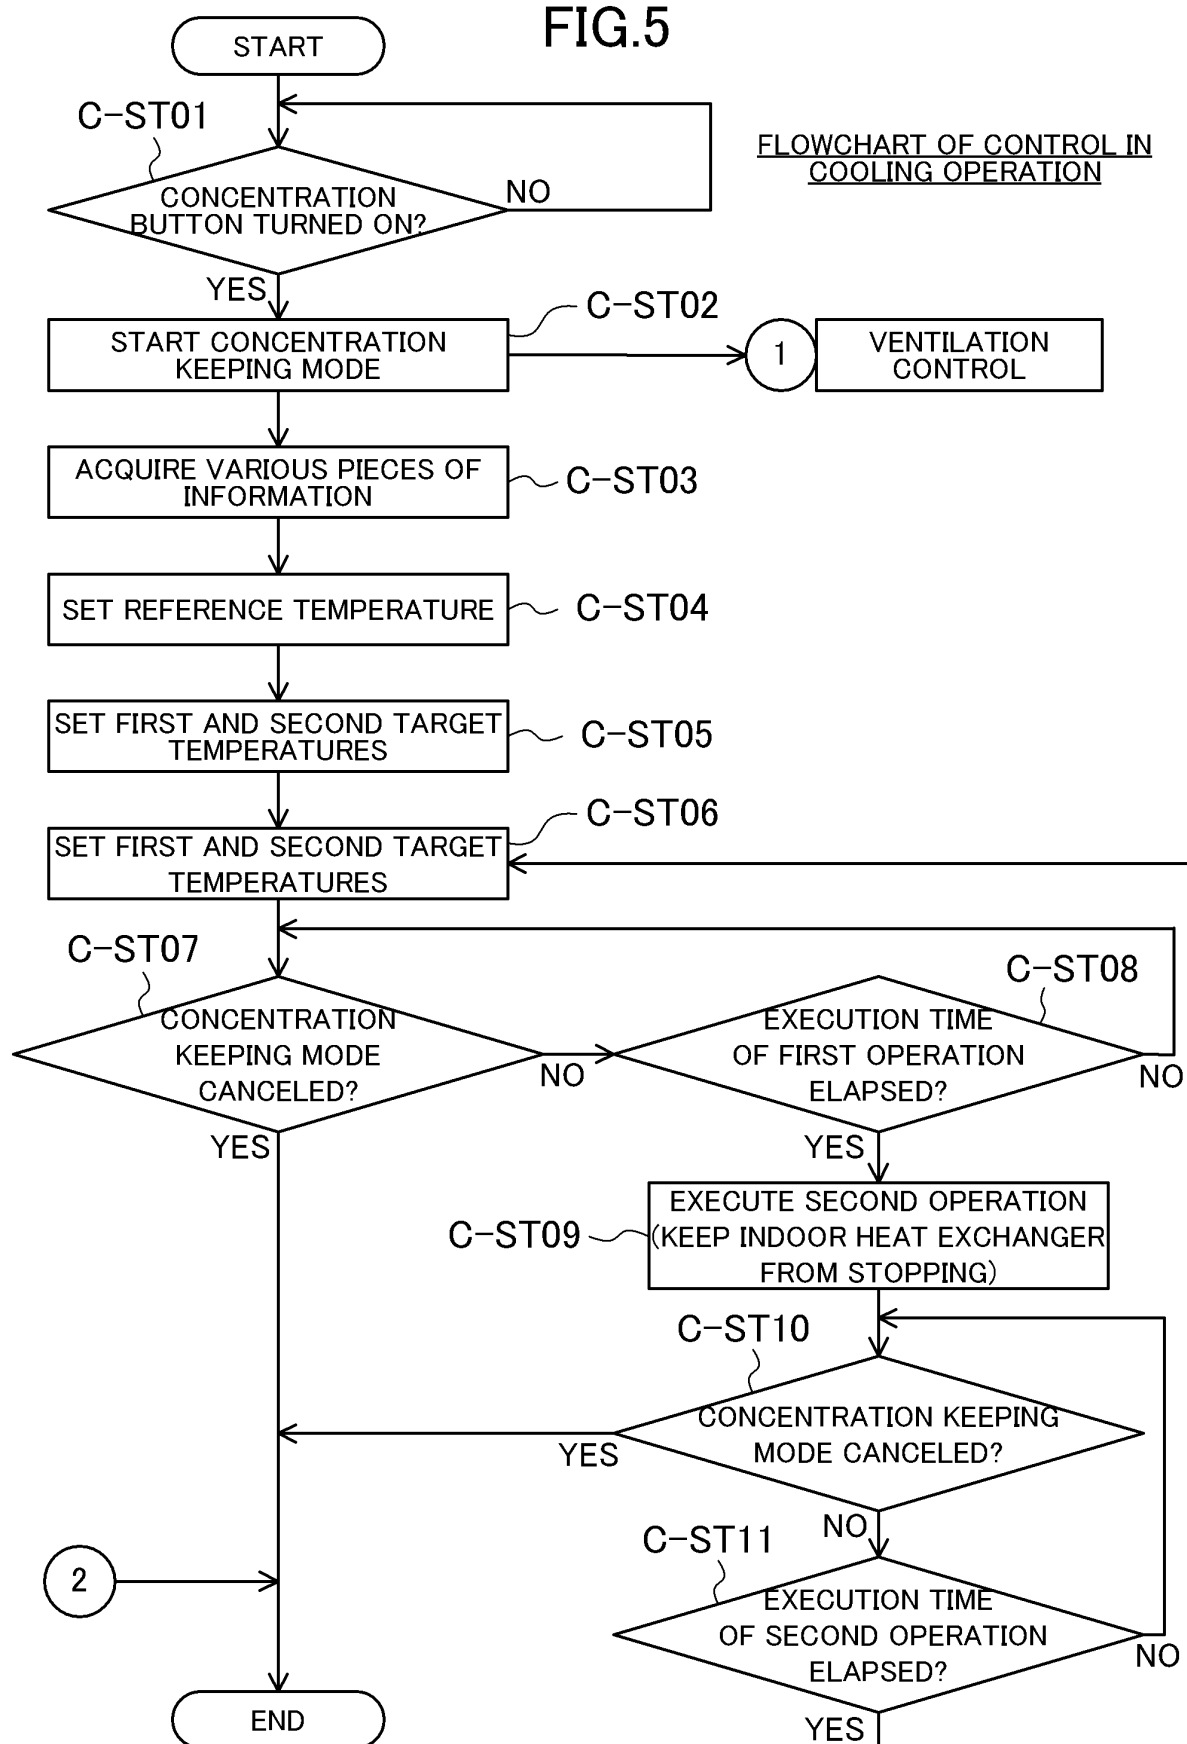 FIG.5
START
C-ST01
FLOWCHART OF CONTROL IN
COOLING OPERATION
CONCENTRATION
BUTTON TURNED ON?
NO
YES
C-ST02
START CONCENTRATION
KEEPING MODE
1
VENTILATION
CONTROL
ACQUIRE VARIOUS PIECES OF
INFORMATION
C-ST03
SET REFERENCE TEMPERATURE
C-ST04
SET FIRST AND SECOND TARGET
TEMPERATURES
C-ST05
C-ST06
SET FIRST AND SECOND TARGET
TEMPERATURES
C-ST07
CONCENTRATION
KEEPING MODE
CANCELED?
NO
YES
C-ST08
EXECUTION TIME
OF FIRST OPERATION
ELAPSED?
NO
YES
C-ST09
EXECUTE SECOND OPERATION
(KEEP INDOOR HEAT EXCHANGER
FROM STOPPING)
C-ST10
CONCENTRATION KEEPING
MODE CANCELED?
YES
NO
C-ST11
2
EXECUTION TIME
OF SECOND OPERATION
ELAPSED?
NO
YES
END